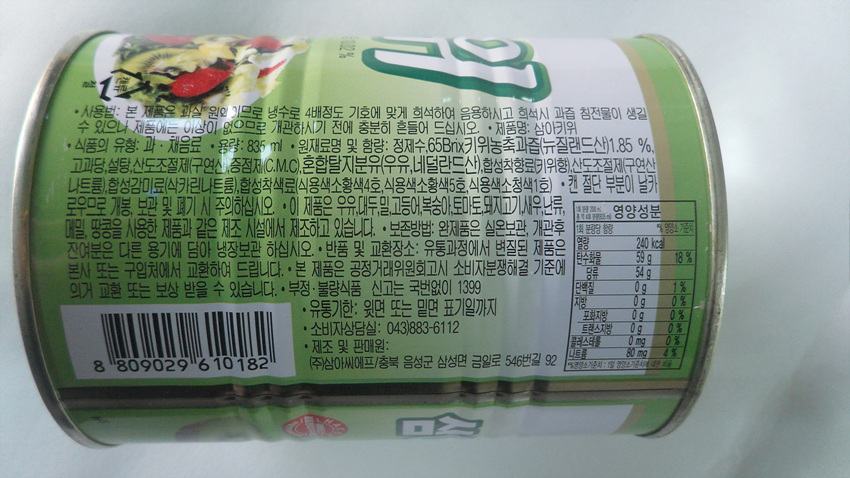 •사용법: 본 제품은 과실 원액이므로 냉수로 4배정도 기호에 맞게 희석하여 음용하시고 희석시 과즙 침전물이 생길
수 있으나 제품에는 이상이 없으므로 개관하시기 전에 충분히 흔들어 드십시오. •제품명: 삼아키위
•식품의 유형: 과·채음료 •용량: 835 ml •원재료명 및 함량: 정제수, 65Brix키위농축과즙(뉴질랜드산)1.85 %,
고과당,설탕,산도조절제(구연산),증점제(C.M.C),혼합탈지분유(우유,네덜란드산),합성착향료(키위향),산도조절제(구연산
나트륨),합성감미료(삭카린나트륨),합성착색료(식용색소황색4호,식용색소황색5호,식용색소청색1호) •캔 절단 부분이 날카
로우므로 개봉, 보관 및 폐기 시 주의하십시오. •이 제품은 우유,대두,밀,고등어,복숭아,토마토,돼지고기,새우,난류,
메밀, 땅콩을 사용한 제품과 같은 제조 시설에서 제조하고 있습니다. •보존방법: 완제품은 실온보관, 개관후
잔여분은 다른 용기에 담아 냉장보관 하십시오. •반품 및 교환장소: 유통과정에서 변질된 제품은
본사 또는 구입처에서 교환하여 드립니다. •본 제품은 공정거래위원회고시 소비자분쟁해결 기준에
의거 교환 또는 보상 받을 수 있습니다. •부정·불량식품 신고는 국번없이 1399
•유통기한: 윗면 또는 밑면 표기일까지
•소비자상담실: 043)883-6112
•제조 및 판매원:
(주)삼아씨에프/충북 음성군 삼성면 금일로 546번길 92
8 809029 610182
영양성분
1회 분량당 함량 *% 영양소 기준치
열량 240 kcal
탄수화물 59 g 18 %
당류 54 g
단백질 0 g 1 %
지방 0 g 0 %
포화지방 0 g 0 %
트랜스지방 0 g 0 %
콜레스테롤 0 mg 0 %
나트륨 80 mg 4 %
삼